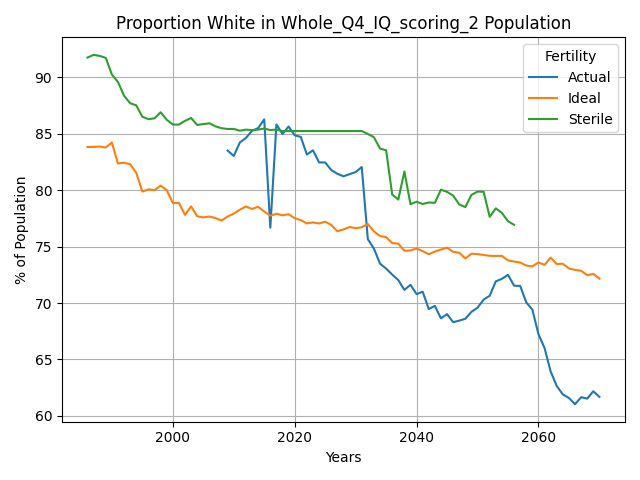 Proportion White in Whole_Q4_IQ_scoring_2 Population
Fertility
Actual
Ideal
Sterile
% of Population
90
85
80
75
70
65
60
2000
2020
2040
2060
Years